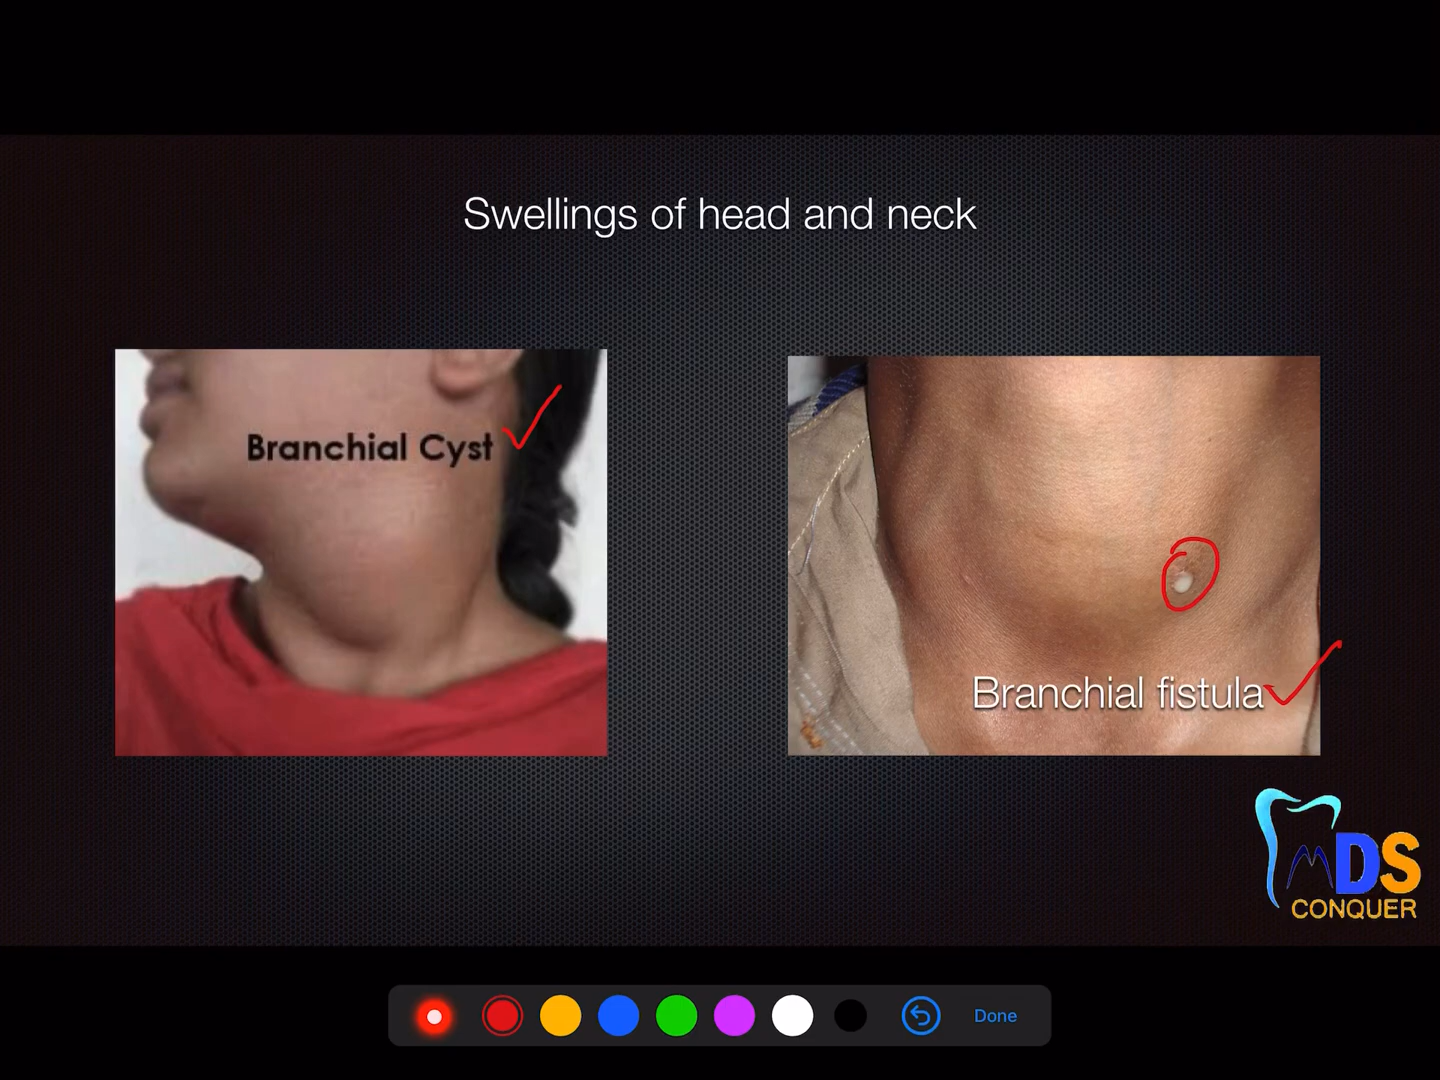 Swellings of head and neck
Branchial Cyst
Branchial fistula
MDS
CONQUER
Done